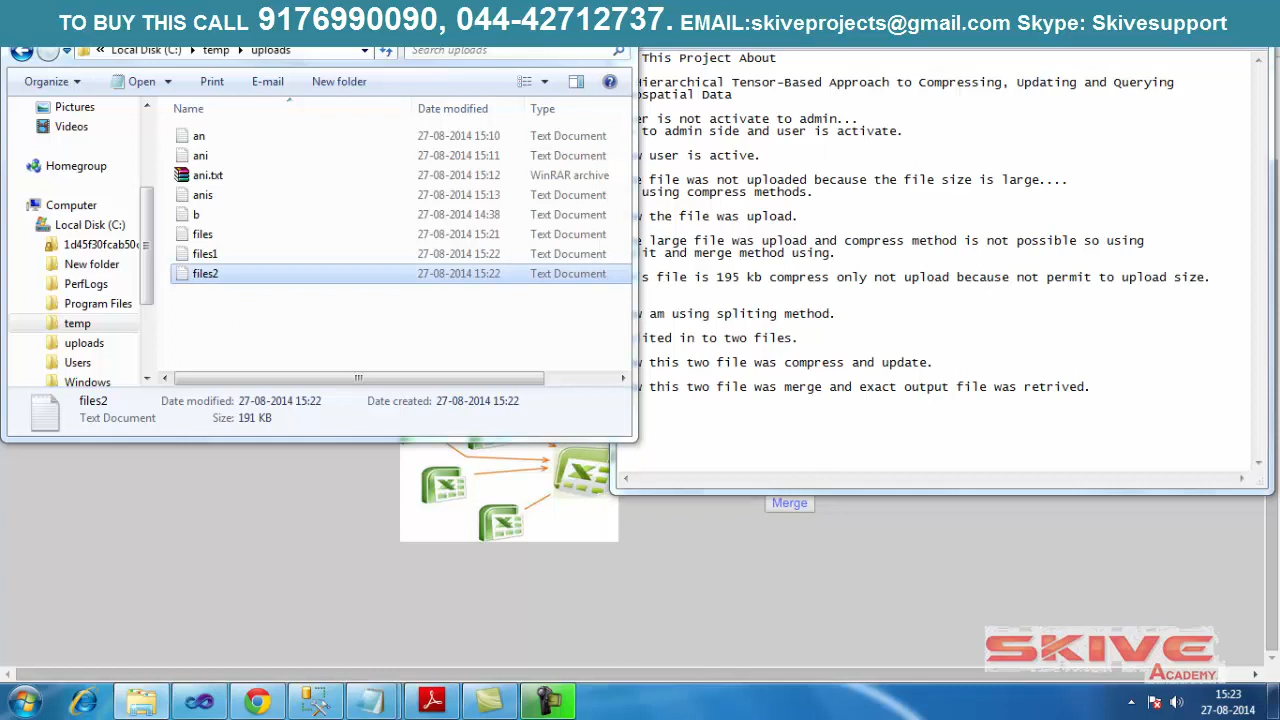 TO BUY THIS CALL 9176990090, 044-42712737. EMAIL:skiveprojects@gmail.com Skype: Skivesupport
« Local Disk (C:) ▸ temp ▸ uploads
Search uploads
Organize
Open
Print
E-mail
New folder
Pictures
Videos
Homegroup
Computer
Local Disk (C:)
1d45f30fcab50c
New folder
PerfLogs
Program Files
temp
uploads
Users
Windows
Name Date modified Type
an 27-08-2014 15:10 Text Document
ani 27-08-2014 15:11 Text Document
ani.txt 27-08-2014 15:12 WinRAR archive
anis 27-08-2014 15:13 Text Document
b 27-08-2014 14:38 Text Document
files 27-08-2014 15:21 Text Document
files1 27-08-2014 15:22 Text Document
files2 27-08-2014 15:22 Text Document
files2 Date modified: 27-08-2014 15:22 Date created: 27-08-2014 15:22
Text Document Size: 191 KB
This Project About
Hierarchical Tensor-Based Approach to Compressing, Updating and Querying
spatial Data
er is not activate to admin...
to admin side and user is activate.
user is active.
file was not uploaded because the file size is large....
using compress methods.
the file was upload.
large file was upload and compress method is not possible so using
it and merge method using.
s file is 195 kb compress only not upload because not permit to upload size.
am using spliting method.
ited in to two files.
this two file was compress and update.
this two file was merge and exact output file was retrived.
Merge
SKIVE
ACADEMY
15:23
27-08-2014